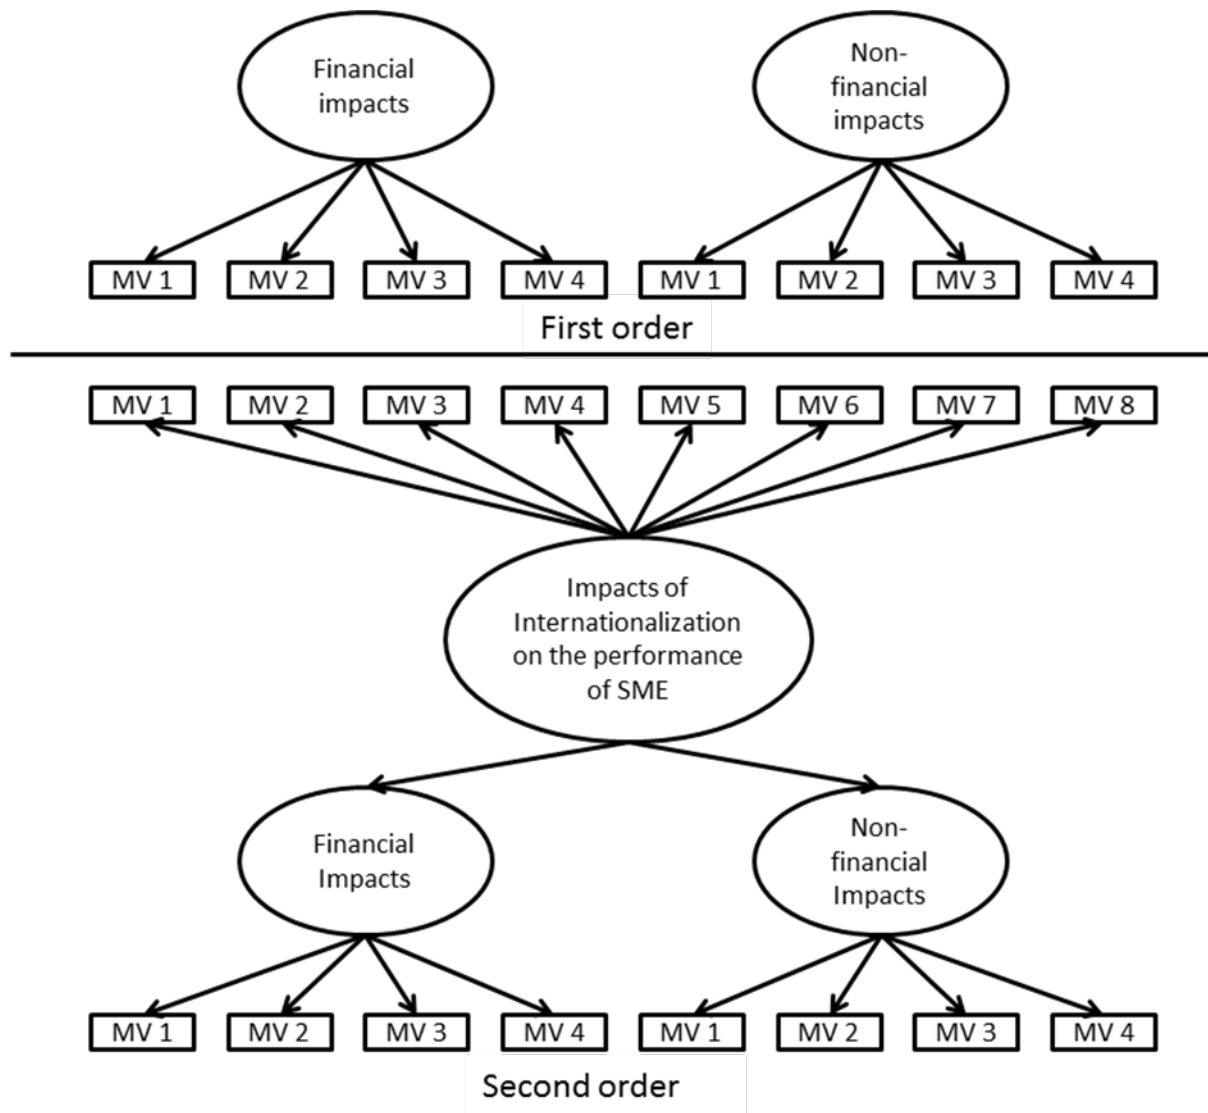 Financial
impacts
Non-
financial
impacts
MV 1
MV 2
MV 3
MV 4
MV 1
MV 2
MV 3
MV 4
First order
MV 1
MV 2
MV 3
MV 4
MV 5
MV 6
MV 7
MV 8
Impacts of
Internationalization
on the performance
of SME
Financial
Impacts
Non-
financial
Impacts
MV 1
MV 2
MV 3
MV 4
MV 1
MV 2
MV 3
MV 4
Second order